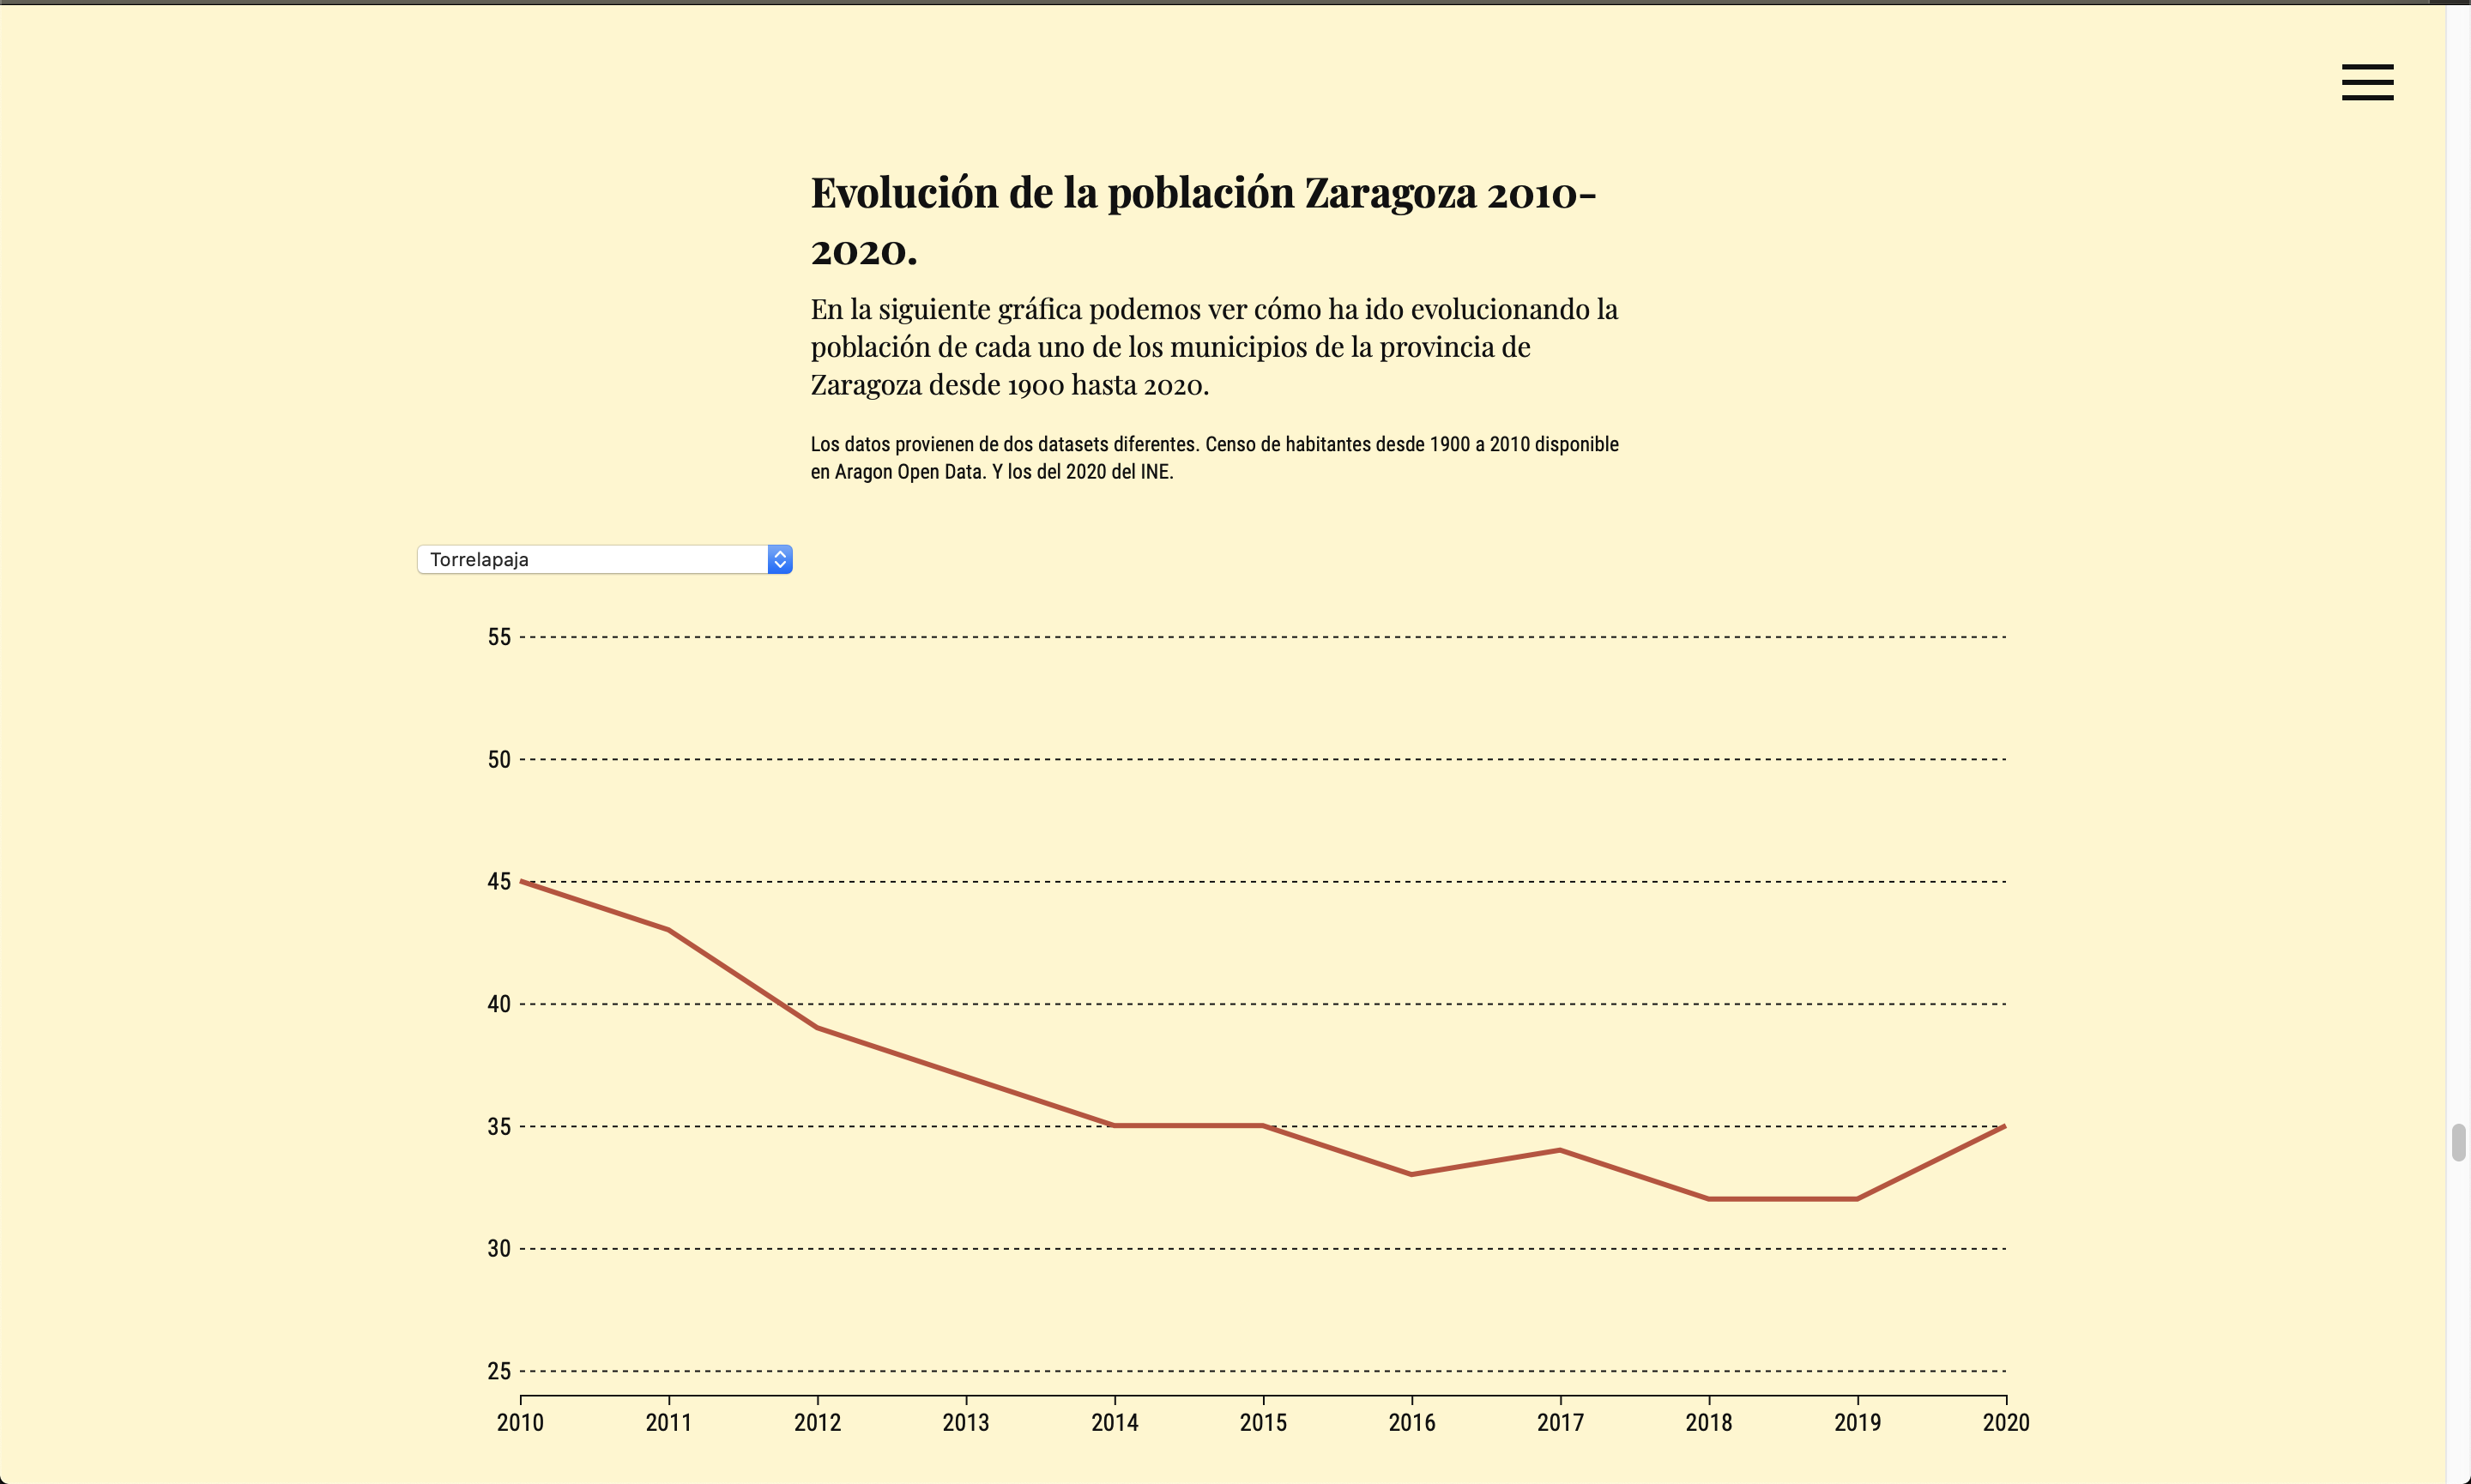 Evolución de la población Zaragoza 2010-
2020.
En la siguiente gráfica podemos ver cómo ha ido evolucionando la
población de cada uno de los municipios de la provincia de
Zaragoza desde 1900 hasta 2020.
Los datos provienen de dos datasets diferentes. Censo de habitantes desde 1900 a 2010 disponible
en Aragon Open Data. Y los del 2020 del INE.
Torrelapaja
55
50
45
40
35
30
25
2010 2011 2012 2013 2014 2015 2016 2017 2018 2019 2020